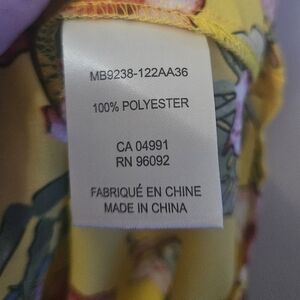 MB9238-122AA36
100% POLYESTER
CA 04991
RN 96092
FABRIQUÉ EN CHINE
MADE IN CHINA